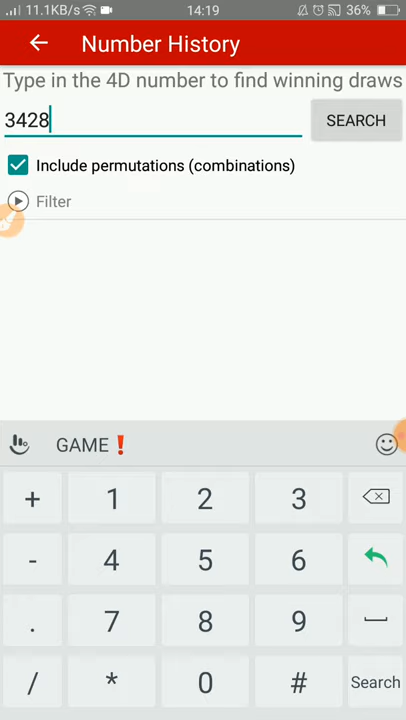 11.1KB/s 14:19 36%
Number History
Type in the 4D number to find winning draws
3428 SEARCH
Include permutations (combinations)
Filter
GAME❗
+ 1 2 3
- 4 5 6
. 7 8 9
/ * 0 # Search